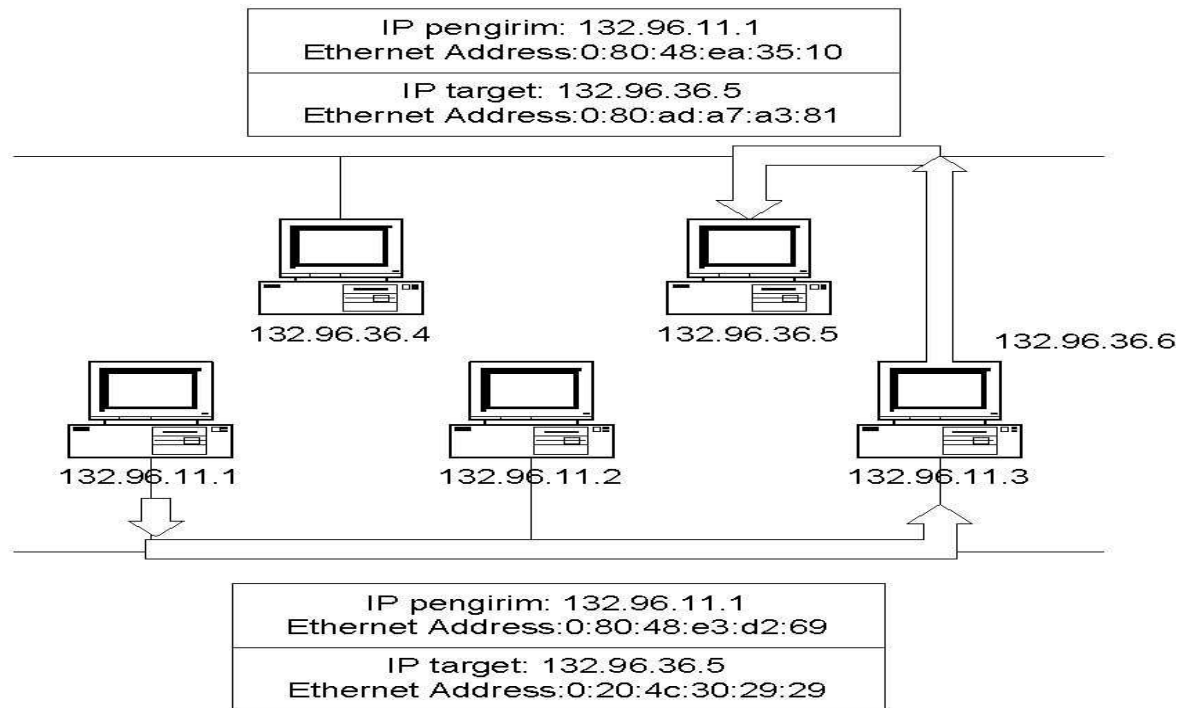 IP pengirim: 132.96.11.1
Ethernet Address:0:80:48:ea:35:10
IP target: 132.96.36.5
Ethernet Address:0:80:ad:a7:a3:81
132.96.36.4
132.96.36.5
132.96.36.6
132.96.11.1
132.96.11.2
132.96.11.3
IP pengirim: 132.96.11.1
Ethernet Address:0:80:48:e3:d2:69
IP target: 132.96.36.5
Ethernet Address:0:20:4c:30:29:29